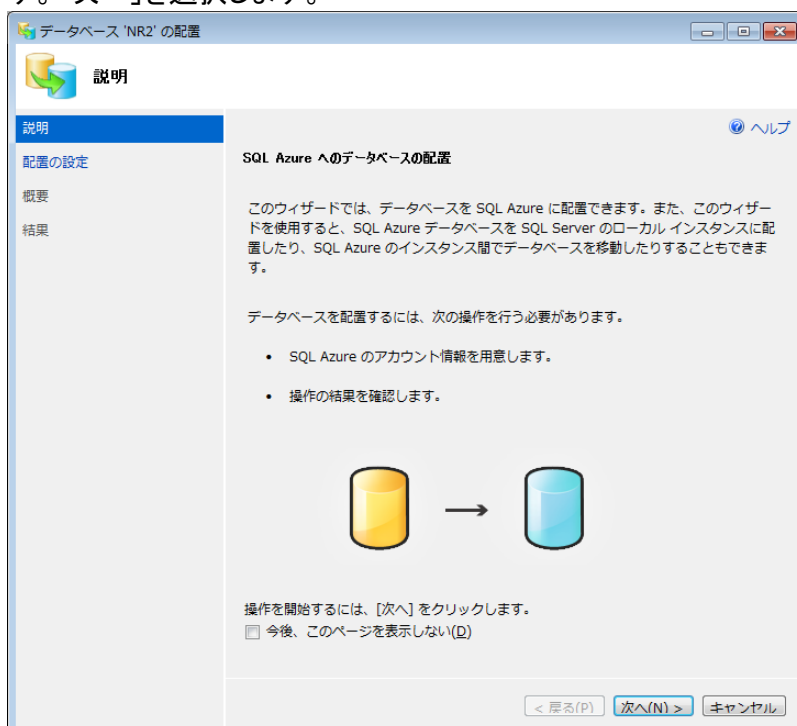 す。 次へ」を選択します。
データベース 'NR2' の配置
説明
説明
ヘルプ
配置の設定
SQL Azure へのデータベースの配置
概要
このウィザードでは、データベースを SQL Azure に配置できます。また、このウィザー
結果
ドを使用すると、SQL Azure データベースを SQL Server のローカル インスタンスに配
置したり、SQL Azure のインスタンス間でデータベースを移動したりすることもできま
す。
データベースを配置するには、次の操作を行う必要があります。
• SQL Azure のアカウント情報を用意します。
• 操作の結果を確認します。
操作を開始するには、[次へ] をクリックします。
今後、このページを表示しない(D)
< 戻る(P) 次へ(N) > キャンセル